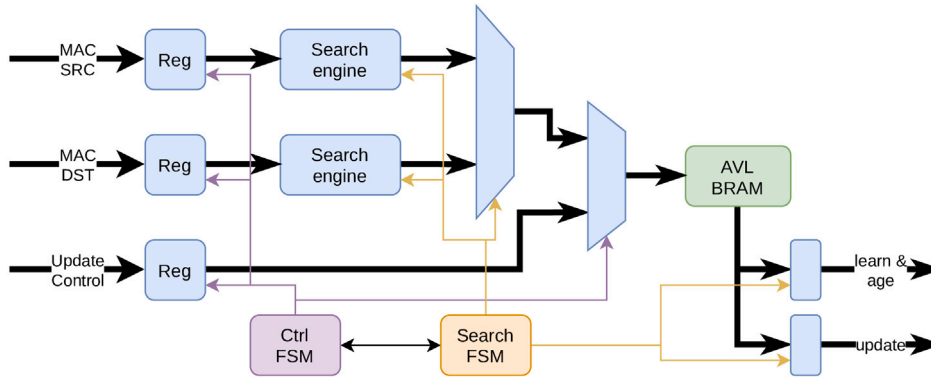 MAC
SRC
Reg
Search
engine
MAC
DST
Reg
Search
engine
AVL
BRAM
Update
Control
Reg
learn &
age
Ctrl
FSM
Search
FSM
update